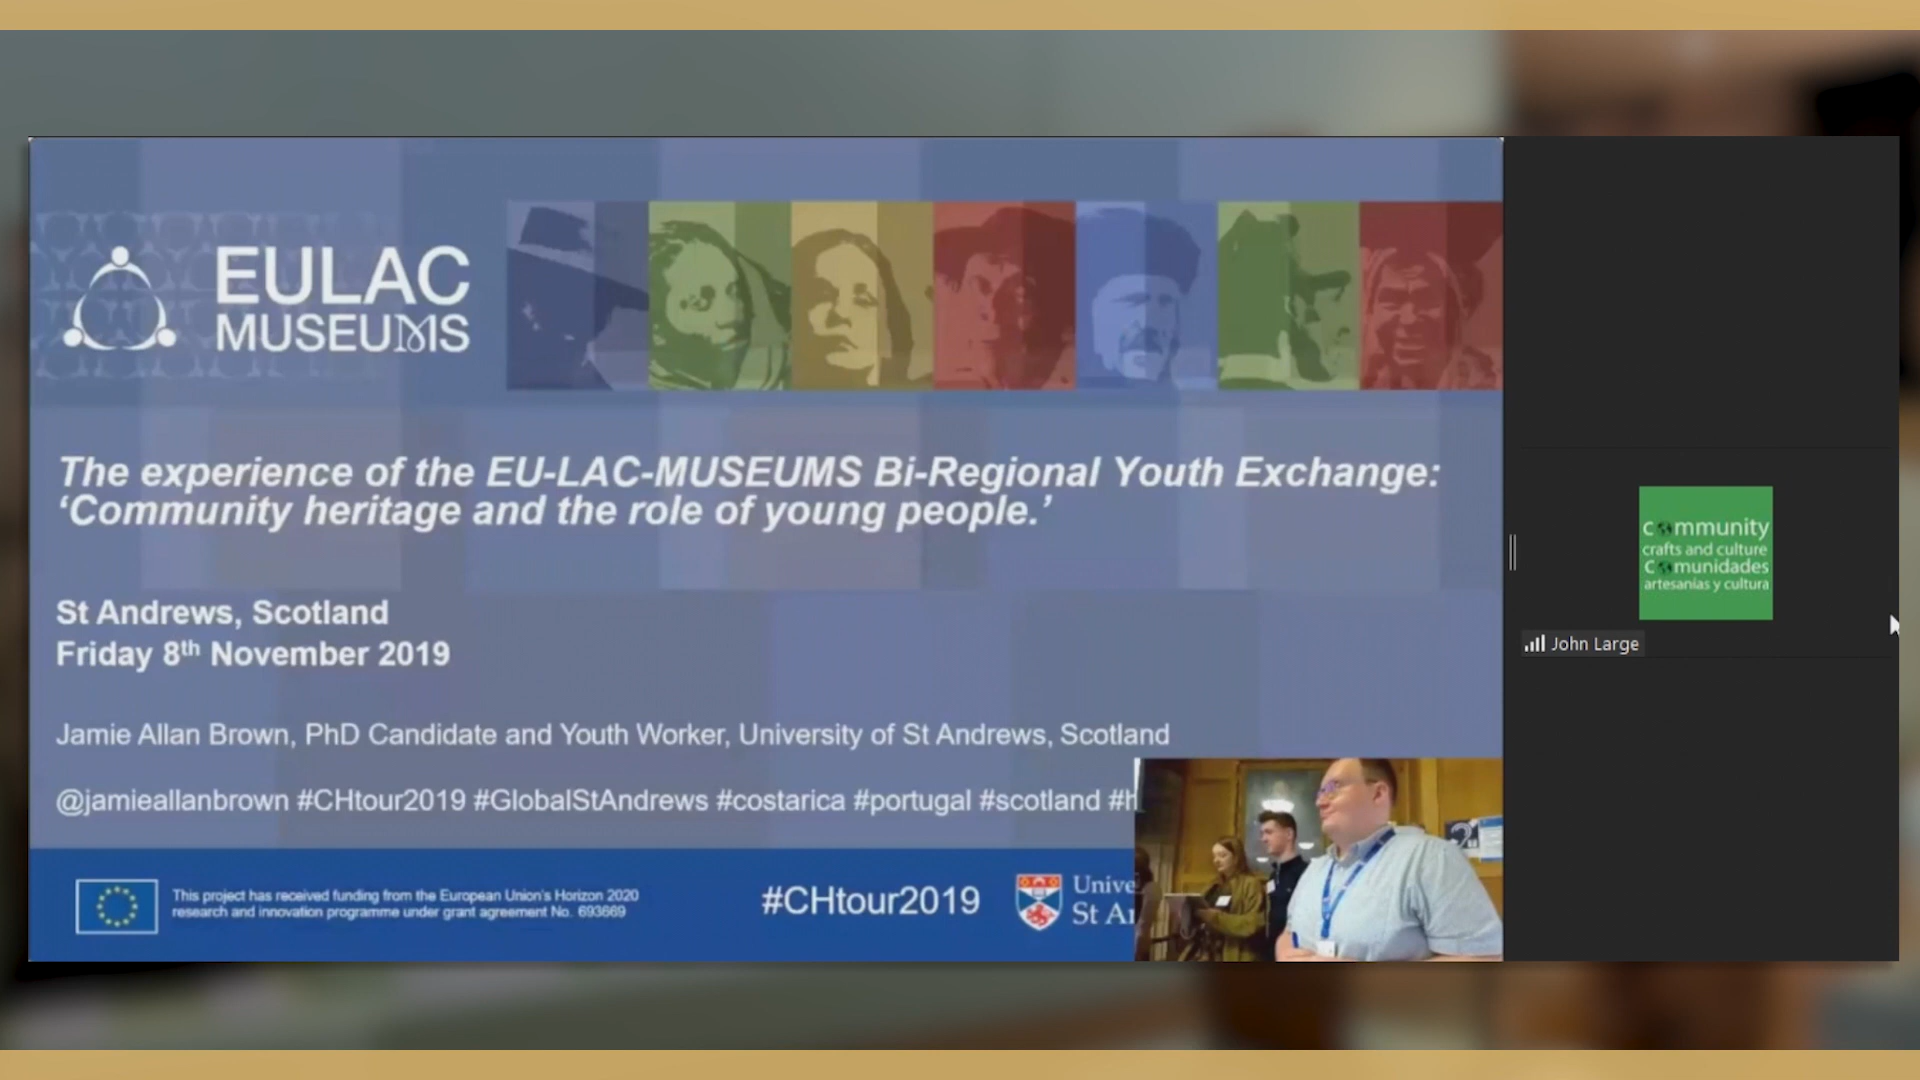 EULAC
MUSEUMS
The experience of the EU-LAC-MUSEUMS Bi-Regional Youth Exchange:
‘Community heritage and the role of young people.’
St Andrews, Scotland
Friday 8th November 2019
Jamie Allan Brown, PhD Candidate and Youth Worker, University of St Andrews, Scotland
@jamieallanbrown #CHtour2019 #GlobalStAndrews #costarica #portugal #scotland #h
This project has received funding from the European Union's Horizon 2020
research and innovation programme under grant agreement No. 693669
#CHtour2019
Unive
St A
community
crafts and culture
comunidades
artesanías y cultura
John Large